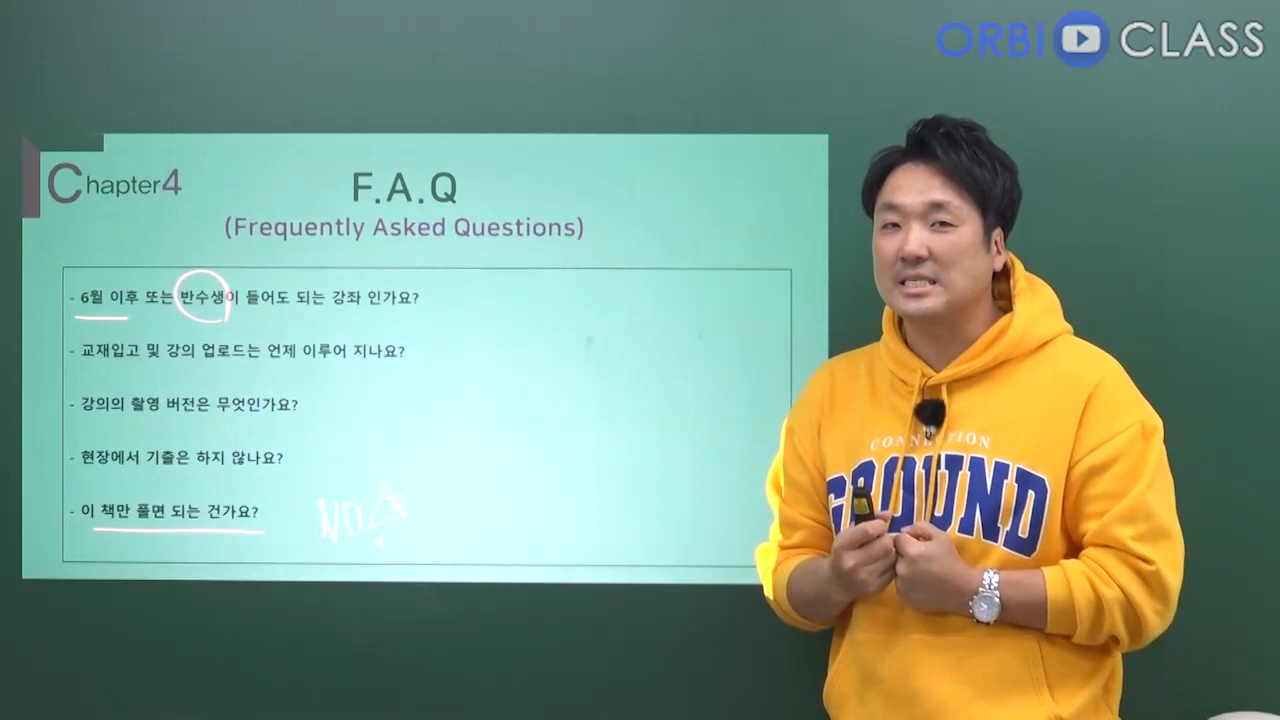 ORBI CLASS
Chapter4
F.A.Q
(Frequently Asked Questions)
- 6월 이후 또는 반수생이 들어도 되는 강좌 인가요?
- 교재입고 및 강의 업로드는 언제 이루어 지나요?
- 강의의 촬영 버전은 무엇인가요?
- 현장에서 기출은 하지 않나요?
- 이 책만 풀면 되는 건가요?
NO
CONNECTION
GROUND